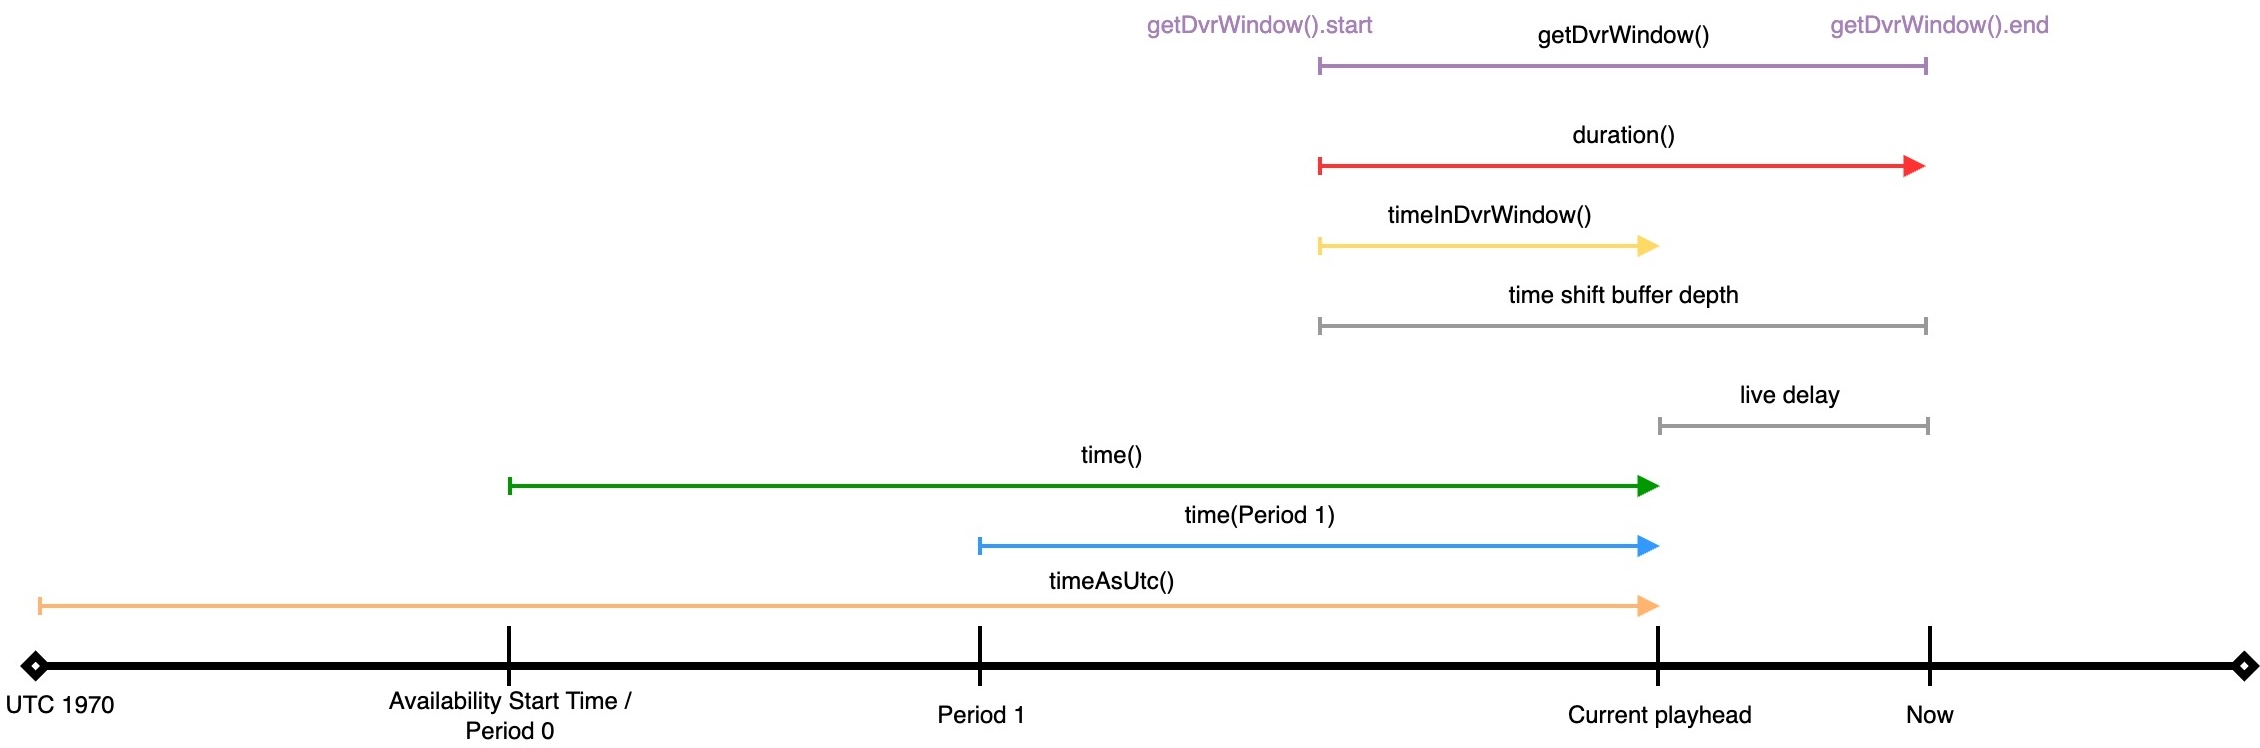 getDvrWindow().start
getDvrWindow()
getDvrWindow().end
duration()
timeInDvrWindow()
time shift buffer depth
live delay
time()
time(Period 1)
timeAsUtc()
UTC 1970
Availability Start Time /
Period 0
Period 1
Current playhead
Now